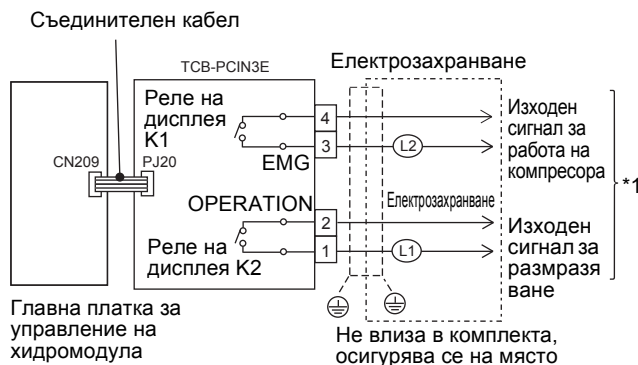 Съединителен кабел
TCB-PCIN3E
Електрозахранване
Реле на
дисплея
K1
4
3
EMG
L2
Изходен
сигнал за
работа на
компресора
*1
CN209
PJ20
OPERATION
2
1
Електрозахранване
L1
Реле на
дисплея K2
Изходен
сигнал за
размразя
ване
Главна платка за
управление на
хидромодула
Не влиза в комплекта,
осигурява се на място